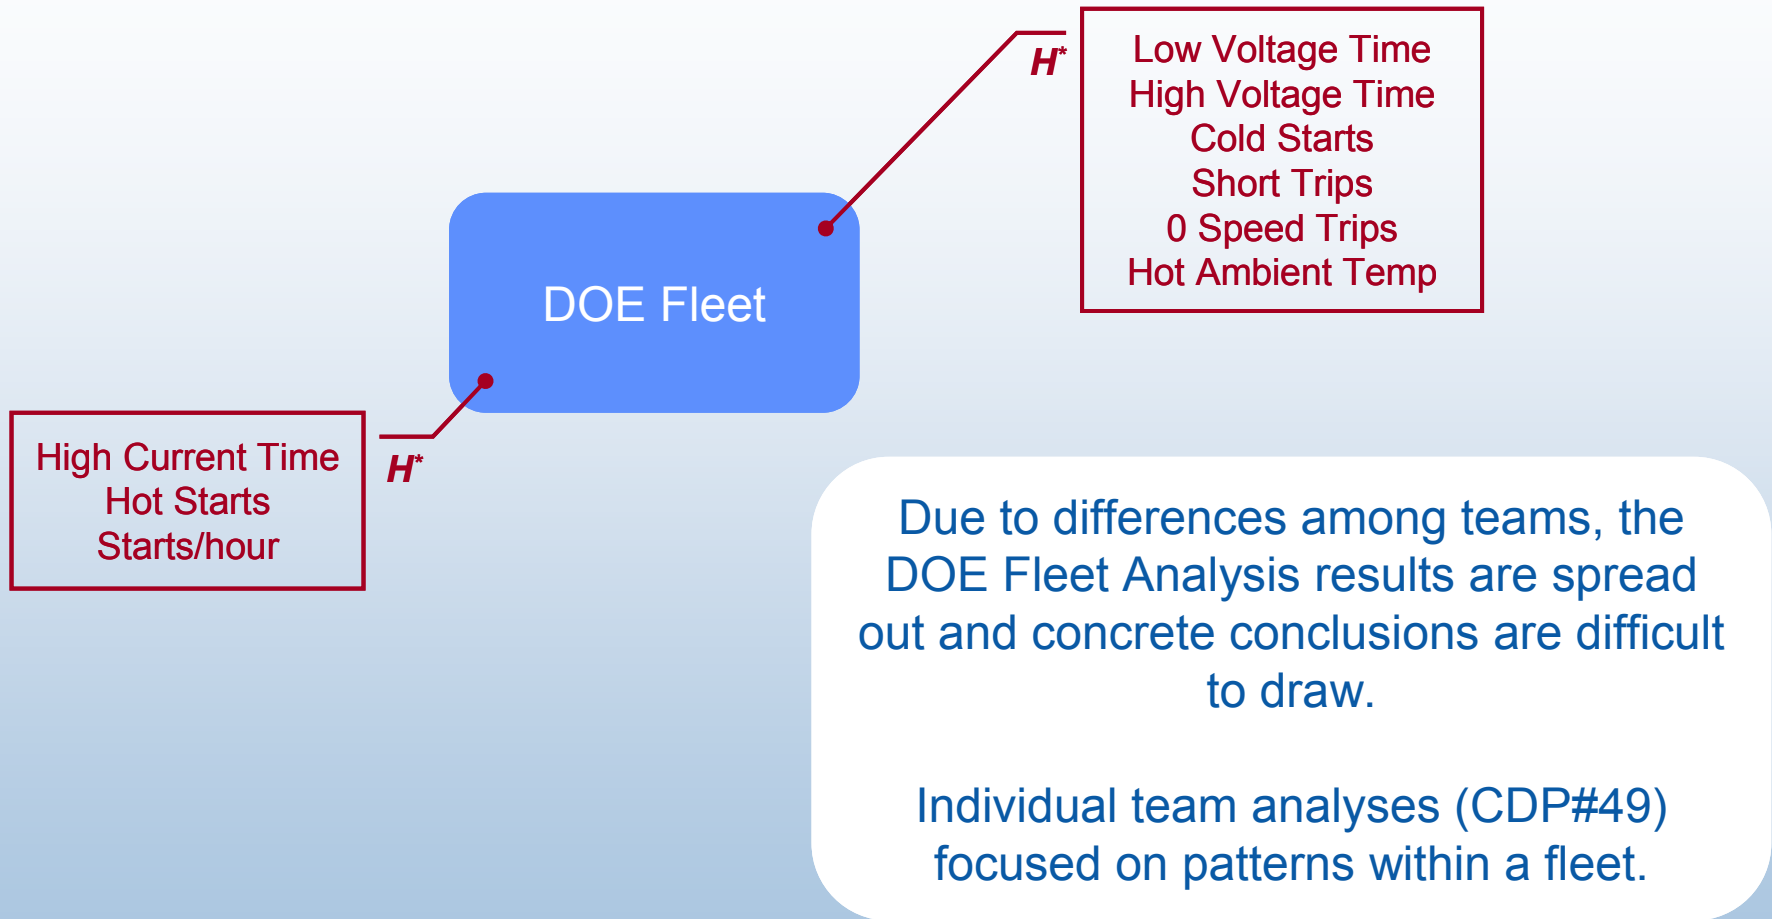 H*
Low Voltage Time
High Voltage Time
Cold Starts
Short Trips
0 Speed Trips
Hot Ambient Temp
DOE Fleet
High Current Time
Hot Starts
Starts/hour
H*
Due to differences among teams, the
DOE Fleet Analysis results are spread
out and concrete conclusions are difficult
to draw.
Individual team analyses (CDP#49)
focused on patterns within a fleet.